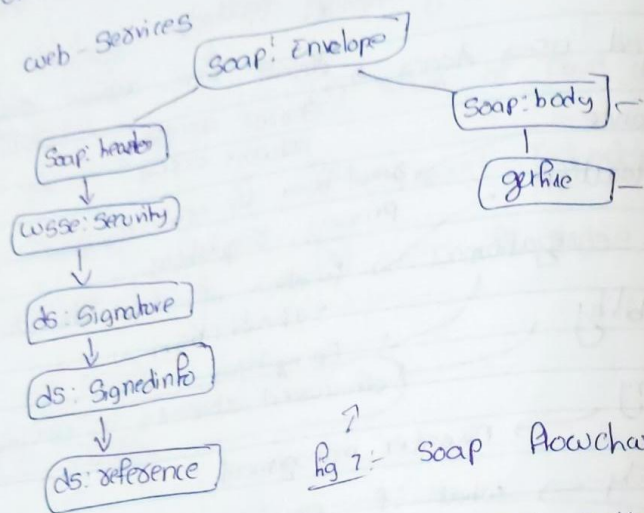 web-services
Soap: Envelope
Soap: body
Soap: header
getfile
wsse: security
ds: Signature
ds: Signedinfo
ds: reference
fig 7:- Soap flowcha